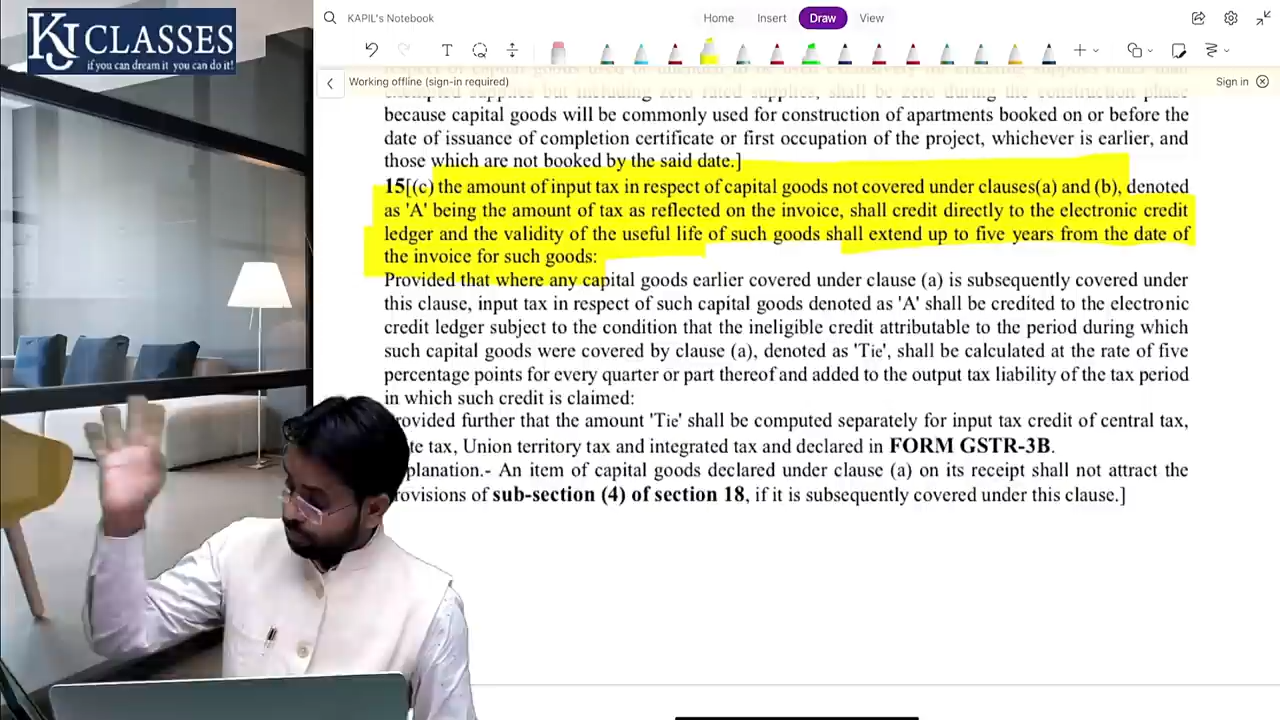 KJ CLASSES
if you can dream it you can do it!
KAPIL's Notebook
Home Insert Draw View
T
Working offline (sign-in required)
Sign in
exempted supplies but including zero rated supplies, shall be zero during the construction phase
because capital goods will be commonly used for construction of apartments booked on or before the
date of issuance of completion certificate or first occupation of the project, whichever is earlier, and
those which are not booked by the said date.]
15[(c) the amount of input tax in respect of capital goods not covered under clauses(a) and (b), denoted
as 'A' being the amount of tax as reflected on the invoice, shall credit directly to the electronic credit
ledger and the validity of the useful life of such goods shall extend up to five years from the date of
the invoice for such goods:
Provided that where any capital goods earlier covered under clause (a) is subsequently covered under
this clause, input tax in respect of such capital goods denoted as 'A' shall be credited to the electronic
credit ledger subject to the condition that the ineligible credit attributable to the period during which
such capital goods were covered by clause (a), denoted as 'Tie', shall be calculated at the rate of five
percentage points for every quarter or part thereof and added to the output tax liability of the tax period
in which such credit is claimed:
rovided further that the amount 'Tie' shall be computed separately for input tax credit of central tax,
te tax, Union territory tax and integrated tax and declared in FORM GSTR-3B.
planation.- An item of capital goods declared under clause (a) on its receipt shall not attract the
rovisions of sub-section (4) of section 18, if it is subsequently covered under this clause.]